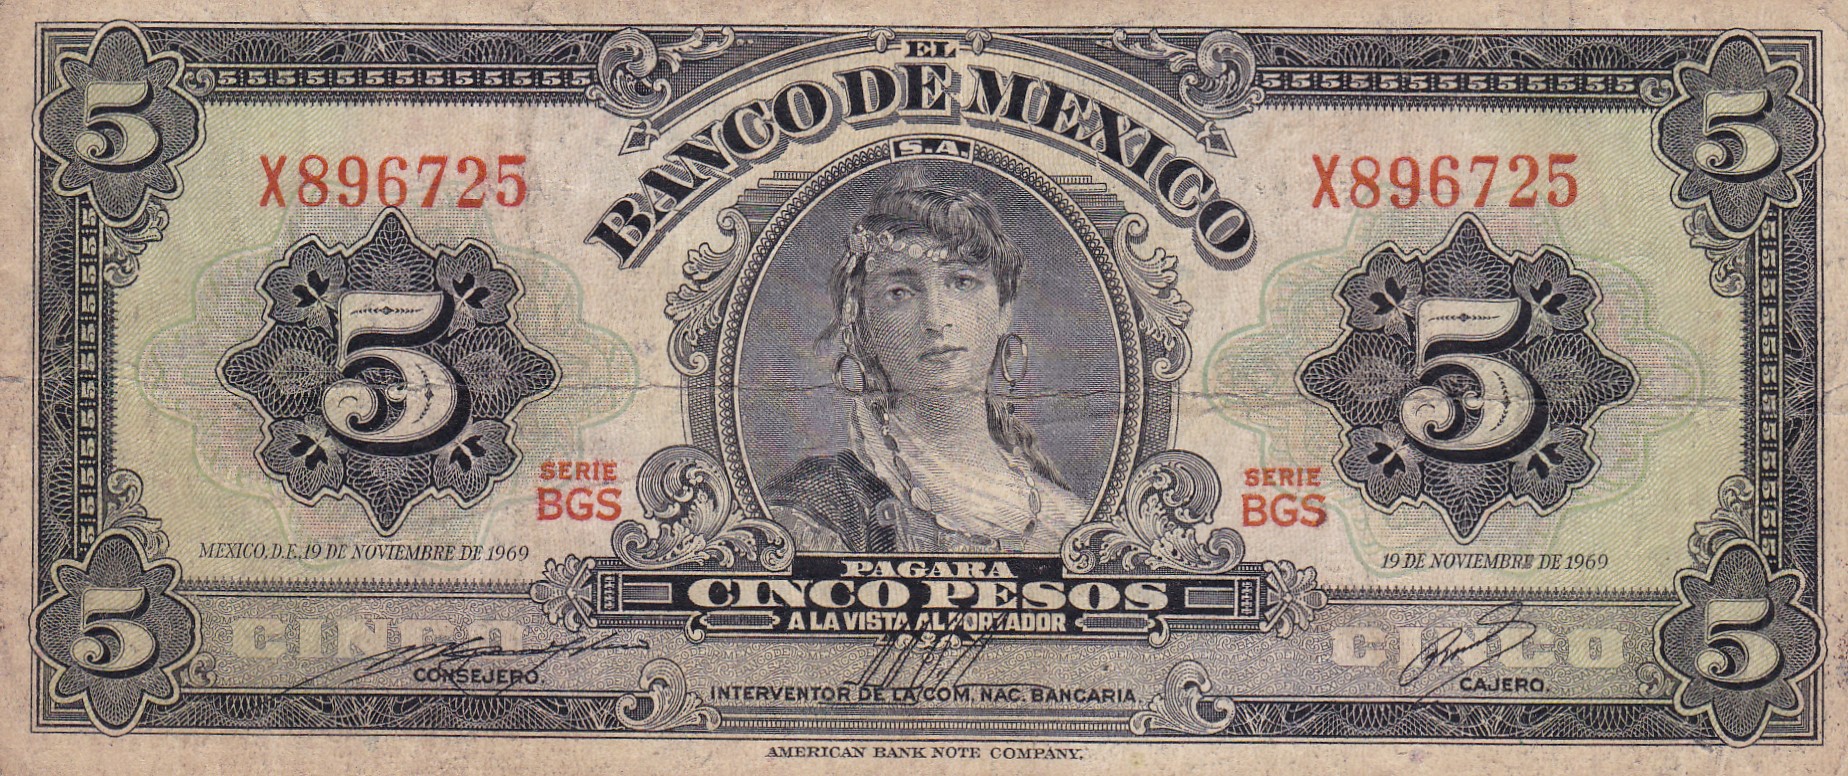 5
5
EL
BANCO DE MEXICO
S.A.
X896725
X896725
5
5
SERIE
BGS
SERIE
BGS
MEXICO, D.F. 19 DE NOVIEMBRE DE 1969
19 DE NOVIEMBRE DE 1969
PAGARA
CINCO PESOS
A LA VISTA AL PORTADOR
5
CINCO
CINCO
5
CONSEJERO.
INTERVENTOR DE LA COM. NAC. BANCARIA
CAJERO.
AMERICAN BANK NOTE COMPANY.